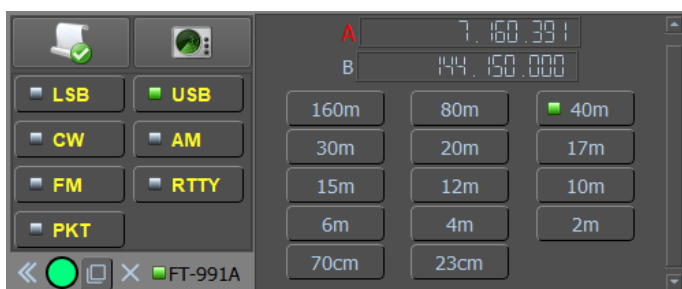 A 7.160.391
B 144.150.000
LSB USB
CW AM
FM RTTY
PKT
FT-991A
160m 80m 40m
30m 20m 17m
15m 12m 10m
6m 4m 2m
70cm 23cm